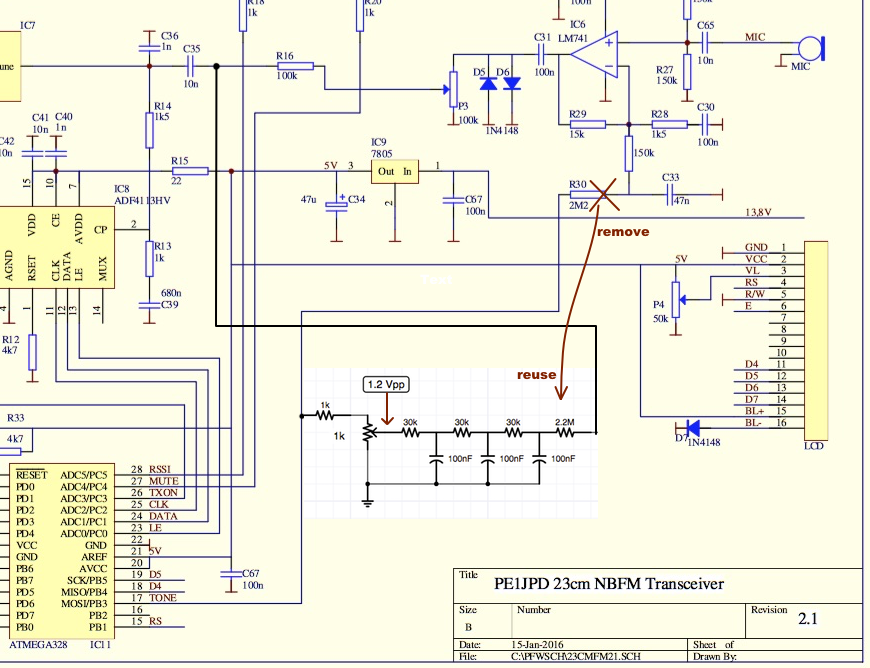 R18
1k
R20
1k
100n
150k
IC7
une
C36
1n
C35
10n
R16
100k
C31
100n
IC6
LM741
C65
10n
MIC
MIC
D5
D6
P3
100k
1N4148
R27
150k
R29
15k
R28
1k5
C30
100n
150k
R14
1k5
C41
10n
C40
1n
C42
10n
R15
22
IC9
7805
5V
3
Out
In
1
2
47u
C34
C67
100n
R30
2M2
C33
47n
13,8V
remove
15
10
7
IC8
ADF4113HV
VDD
CE
AVDD
CP
2
AGND
RSET
CLK
DATA
LE
MUX
4
1
11
12
13
14
R13
1k
680n
C39
R12
4k7
5V
P4
50k
GND 1
VCC 2
VL 3
RS 4
R/W 5
E 6
7
8
9
10
D4 11
D5 12
D6 13
D7 14
BL+ 15
BL- 16
LCD
D7
1N4148
reuse
1.2 Vpp
1k
1k
30k
30k
30k
2.2M
100nF
100nF
100nF
R33
4k7
RESET ADC5/PC5 28 RSSI
PD0 ADC4/PC4 27 MUTE
PD1 ADC3/PC3 26 TXON
PD2 ADC2/PC2 25 CLK
PD3 ADC1/PC1 24 DATA
PD4 ADC0/PC0 23 LE
VCC GND 22
GND AREF 21 5V
PB6 AVCC 20
PB7 SCK/PB5 19 D5
PD5 MISO/PB4 18 D4
PD6 MOSI/PB3 17 TONE
PD7 PB2 16
PB0 PB1 15 RS
ATMEGA328 IC11
C67
100n
Title
PE1JPD 23cm NBFM Transceiver
Size
B
Number
Revision
2.1
Date: 15-Jan-2016 Sheet of
File: C:\PFWSCH\23CMFM21.SCH Drawn By: